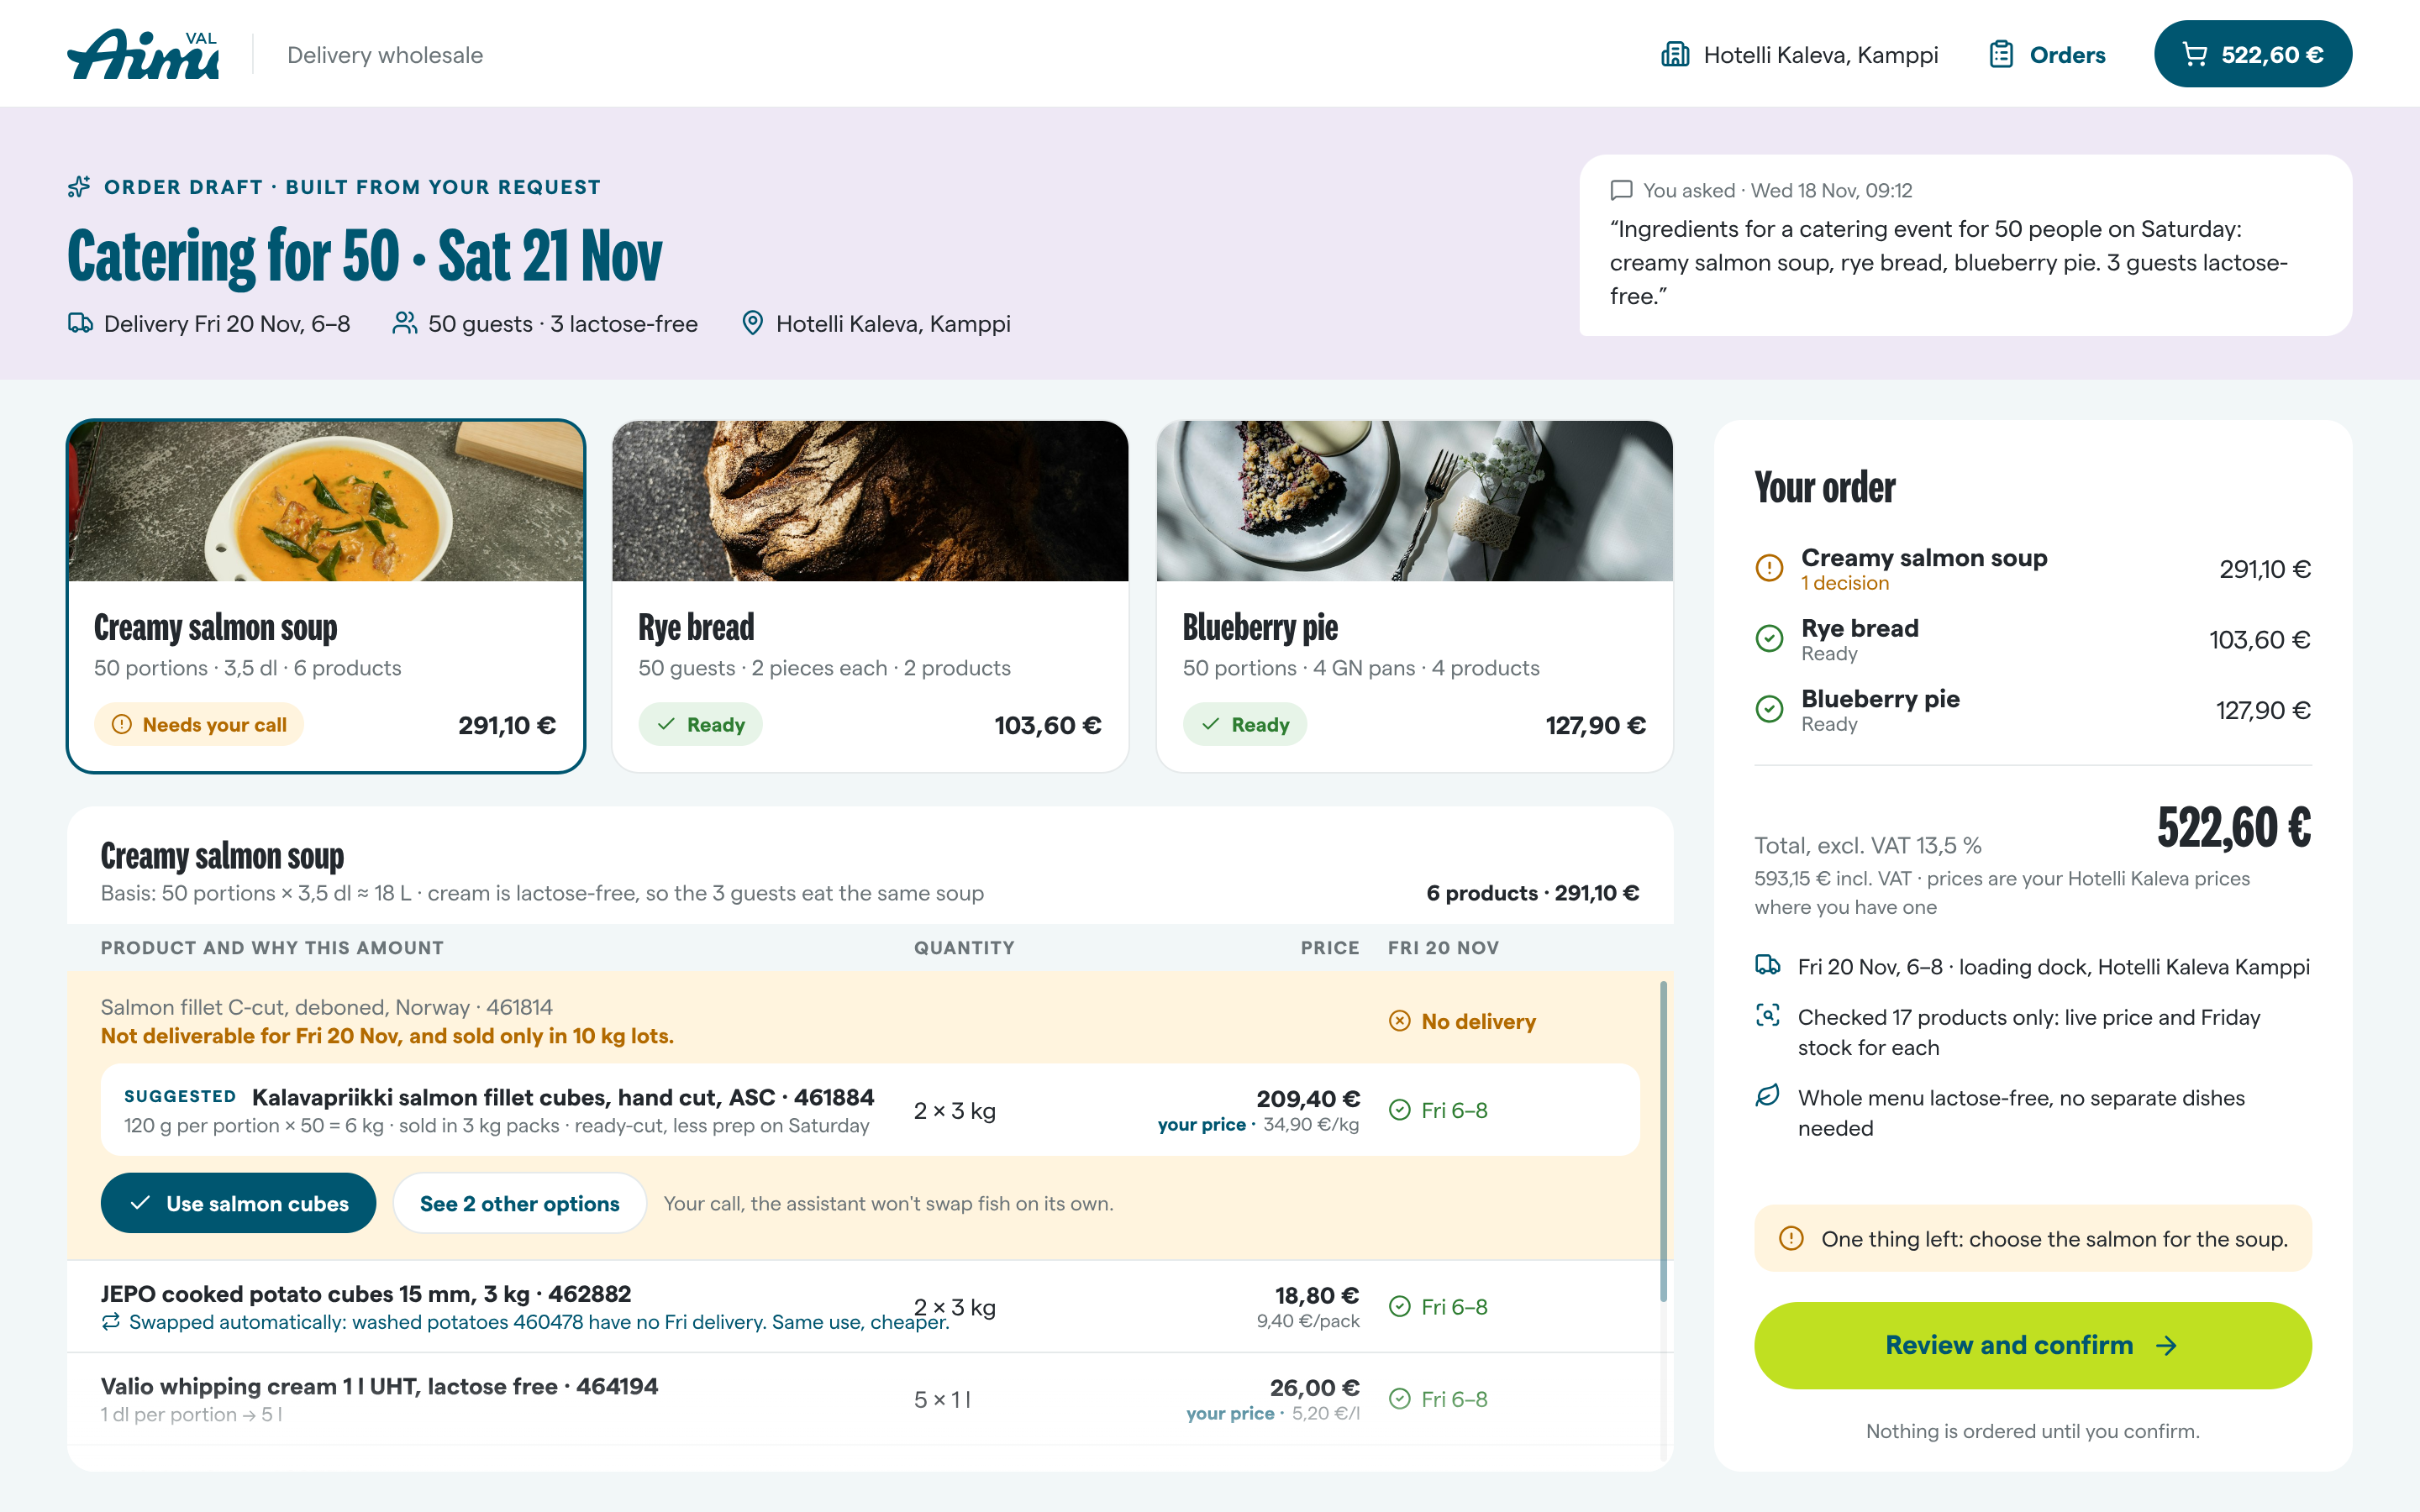 Aimo
VAL
Delivery wholesale
Hotelli Kaleva, Kamppi
Orders
522,60 €
ORDER DRAFT · BUILT FROM YOUR REQUEST
Catering for 50 · Sat 21 Nov
Delivery Fri 20 Nov, 6–8
50 guests · 3 lactose-free
Hotelli Kaleva, Kamppi
You asked · Wed 18 Nov, 09:12
“Ingredients for a catering event for 50 people on Saturday:
creamy salmon soup, rye bread, blueberry pie. 3 guests lactose-
free.”
Creamy salmon soup
50 portions · 3,5 dl · 6 products
Needs your call
291,10 €
Rye bread
50 guests · 2 pieces each · 2 products
Ready
103,60 €
Blueberry pie
50 portions · 4 GN pans · 4 products
Ready
127,90 €
Creamy salmon soup
Basis: 50 portions × 3,5 dl ≈ 18 L · cream is lactose-free, so the 3 guests eat the same soup
6 products · 291,10 €
PRODUCT AND WHY THIS AMOUNT
QUANTITY
PRICE
FRI 20 NOV
Salmon fillet C-cut, deboned, Norway · 461814
Not deliverable for Fri 20 Nov, and sold only in 10 kg lots.
No delivery
SUGGESTED Kalavapriikki salmon fillet cubes, hand cut, ASC · 461884
120 g per portion × 50 = 6 kg · sold in 3 kg packs · ready-cut, less prep on Saturday
2 × 3 kg
209,40 €
your price · 34,90 €/kg
Fri 6–8
Use salmon cubes
See 2 other options
Your call, the assistant won't swap fish on its own.
JEPO cooked potato cubes 15 mm, 3 kg · 462882
Swapped automatically: washed potatoes 460478 have no Fri delivery. Same use, cheaper.
2 × 3 kg
18,80 €
9,40 €/pack
Fri 6–8
Valio whipping cream 1 l UHT, lactose free · 464194
1 dl per portion → 5 l
5 × 1 l
26,00 €
your price · 5,20 €/l
Fri 6–8
Your order
Creamy salmon soup
1 decision
291,10 €
Rye bread
Ready
103,60 €
Blueberry pie
Ready
127,90 €
Total, excl. VAT 13,5 %
522,60 €
593,15 € incl. VAT · prices are your Hotelli Kaleva prices
where you have one
Fri 20 Nov, 6–8 · loading dock, Hotelli Kaleva Kamppi
Checked 17 products only: live price and Friday
stock for each
Whole menu lactose-free, no separate dishes
needed
One thing left: choose the salmon for the soup.
Review and confirm →
Nothing is ordered until you confirm.